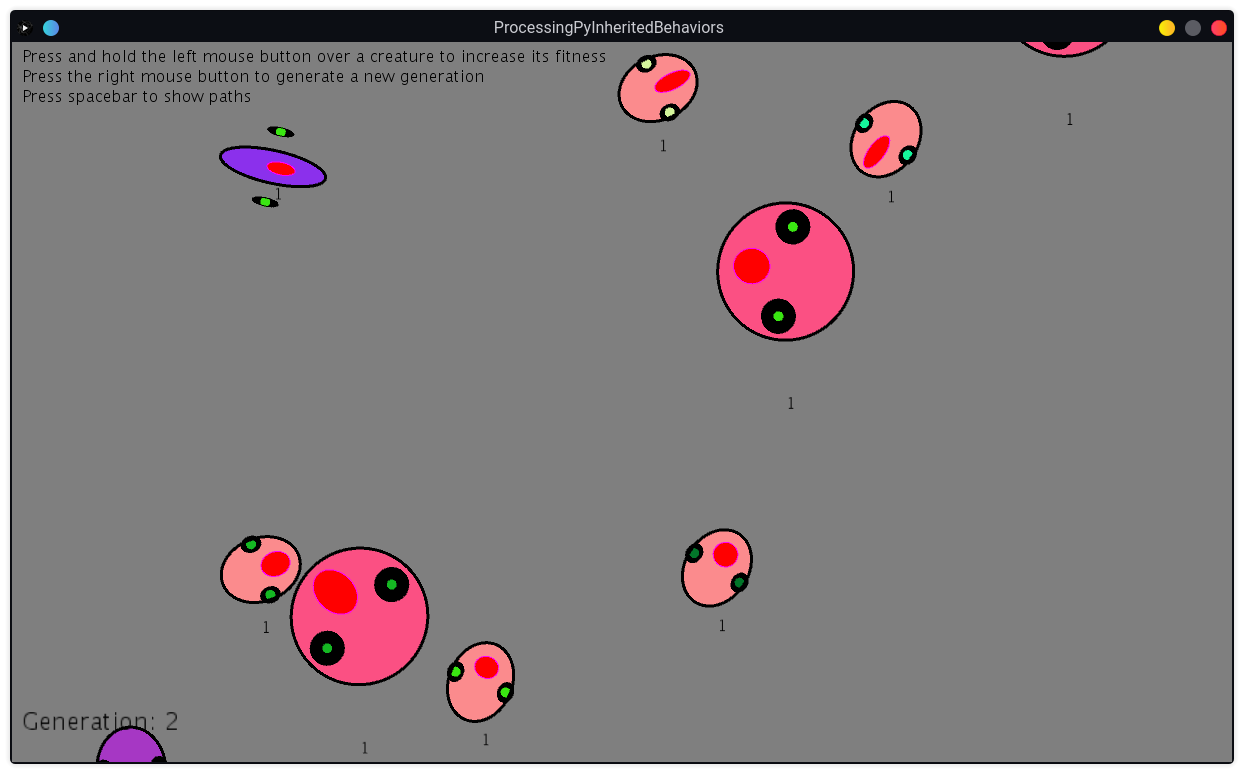 ProcessingPyInheritedBehaviors
Press and hold the left mouse button over a creature to increase its fitness
Press the right mouse button to generate a new generation
Press spacebar to show paths
1
1
1
1
1
1
1
1
1
Generation: 2